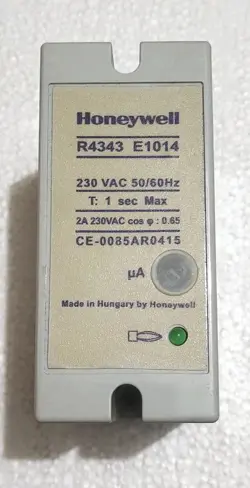 Honeywell
R4343 E1014
230 VAC 50/60Hz
T: 1 sec Max
2A 230VAC cos φ : 0.65
CE-0085AR0415
µA
Made in Hungary by Honeywell